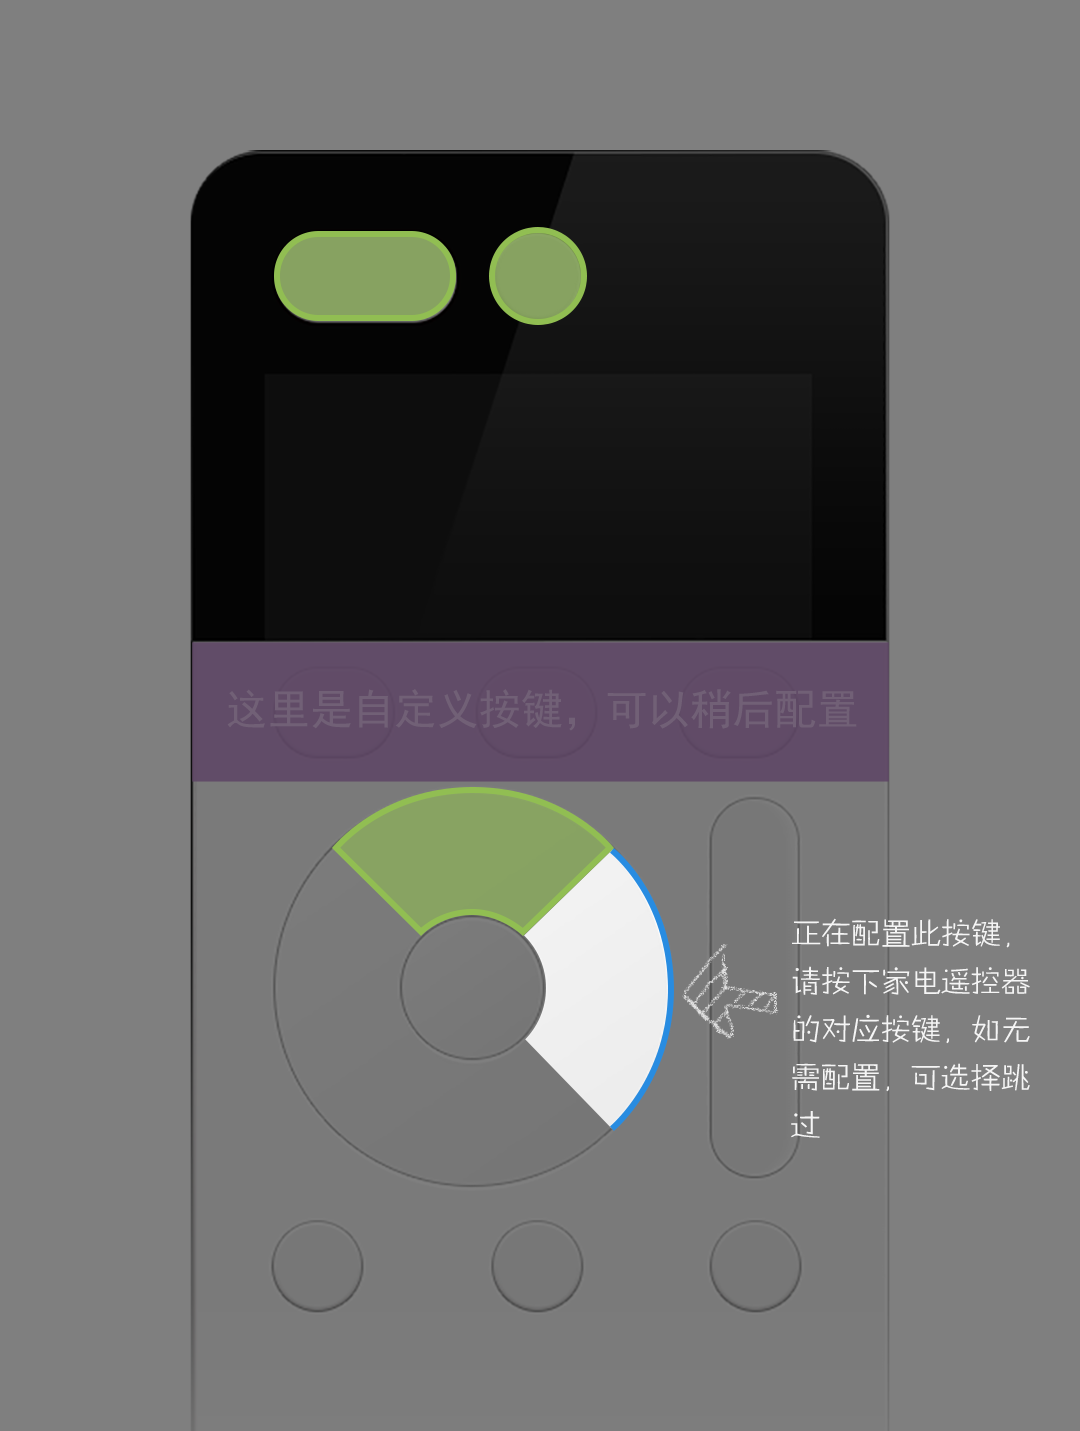 这里是自定义按键，可以稍后配置
正在配置此按键，
请按下家电遥控器
的对应按键，如无
需配置，可选择跳
过